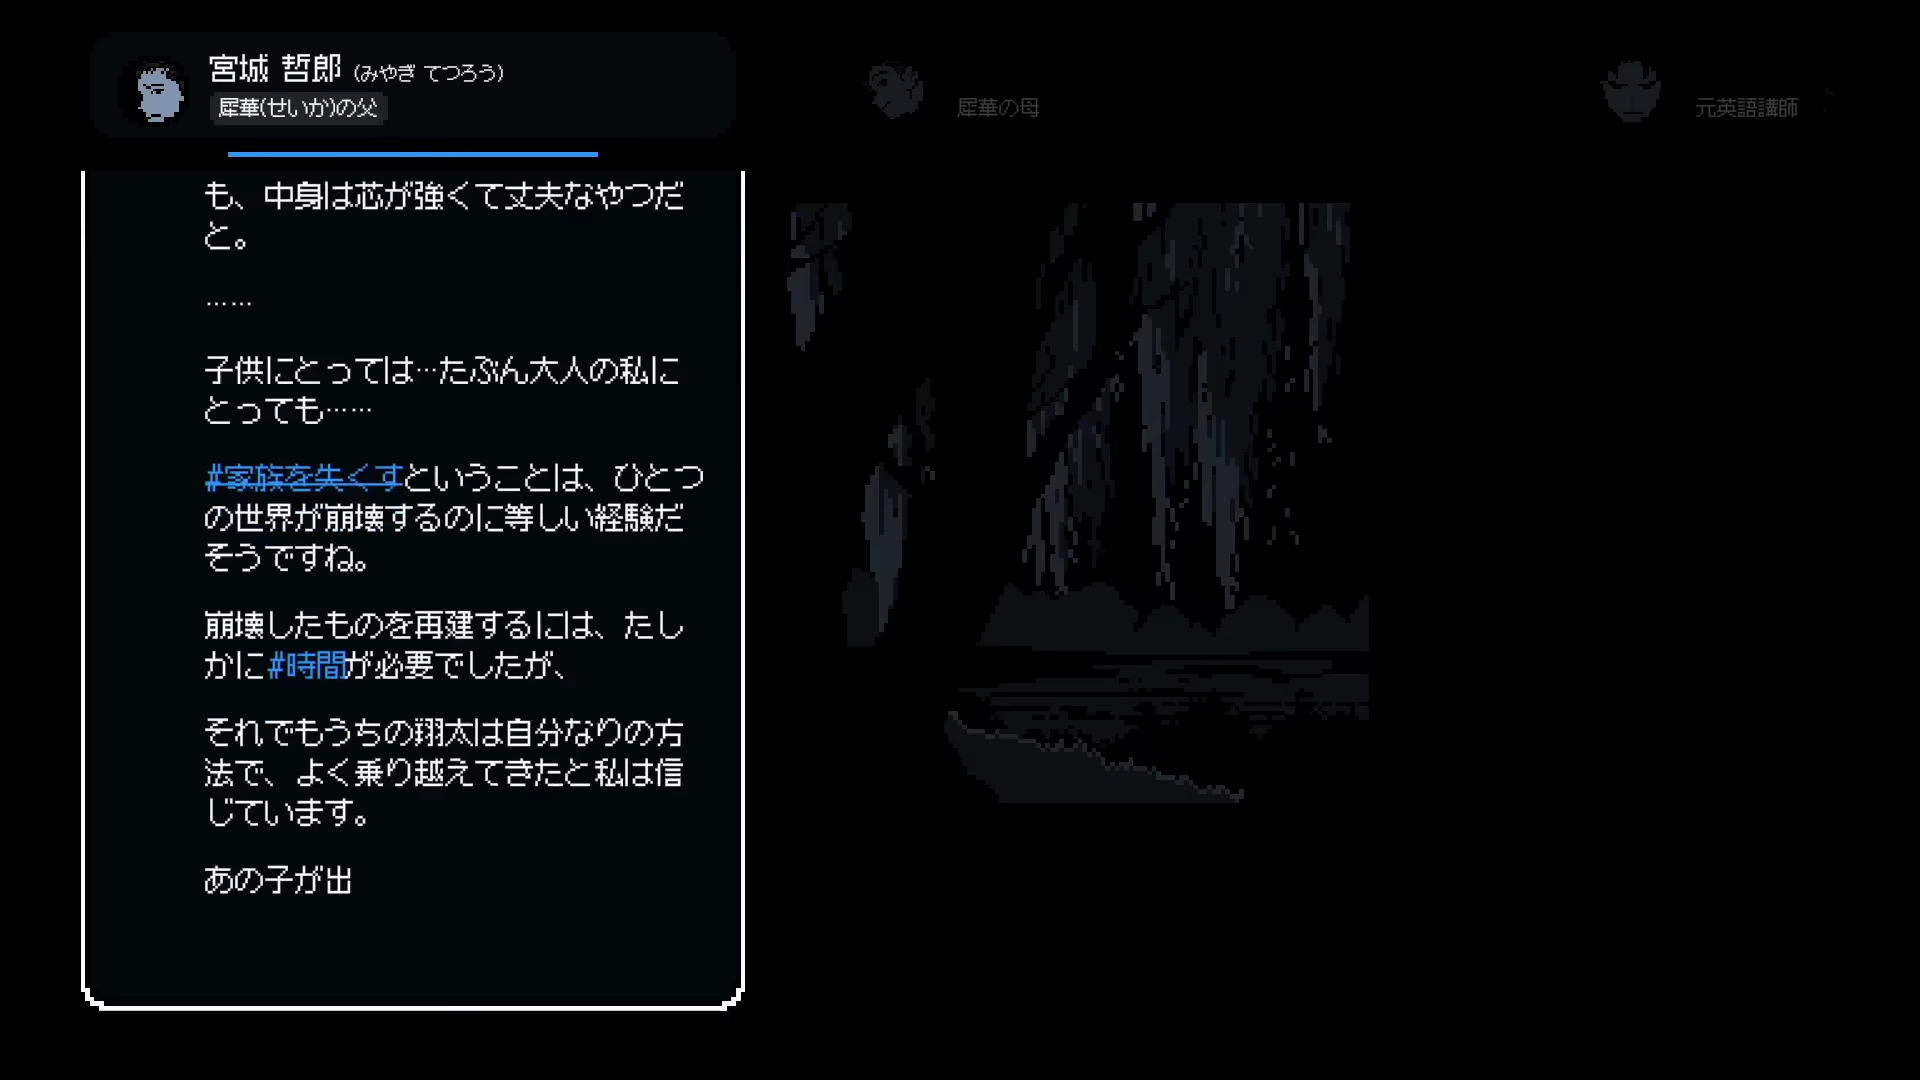 宮城 哲郎 (みやぎ てつろう)
犀華(せいか)の父
犀華の母
元英語講師
も、中身は芯が強くて丈夫なやつだ
と。
……
子供にとっては…たぶん大人の私に
とっても……
#家族を失くすということは、ひとつ
の世界が崩壊するのに等しい経験だ
そうですね。
崩壊したものを再建するには、たし
かに#時間が必要でしたが、
それでもうちの翔太は自分なりの方
法で、よく乗り越えてきたと私は信
じています。
あの子が出